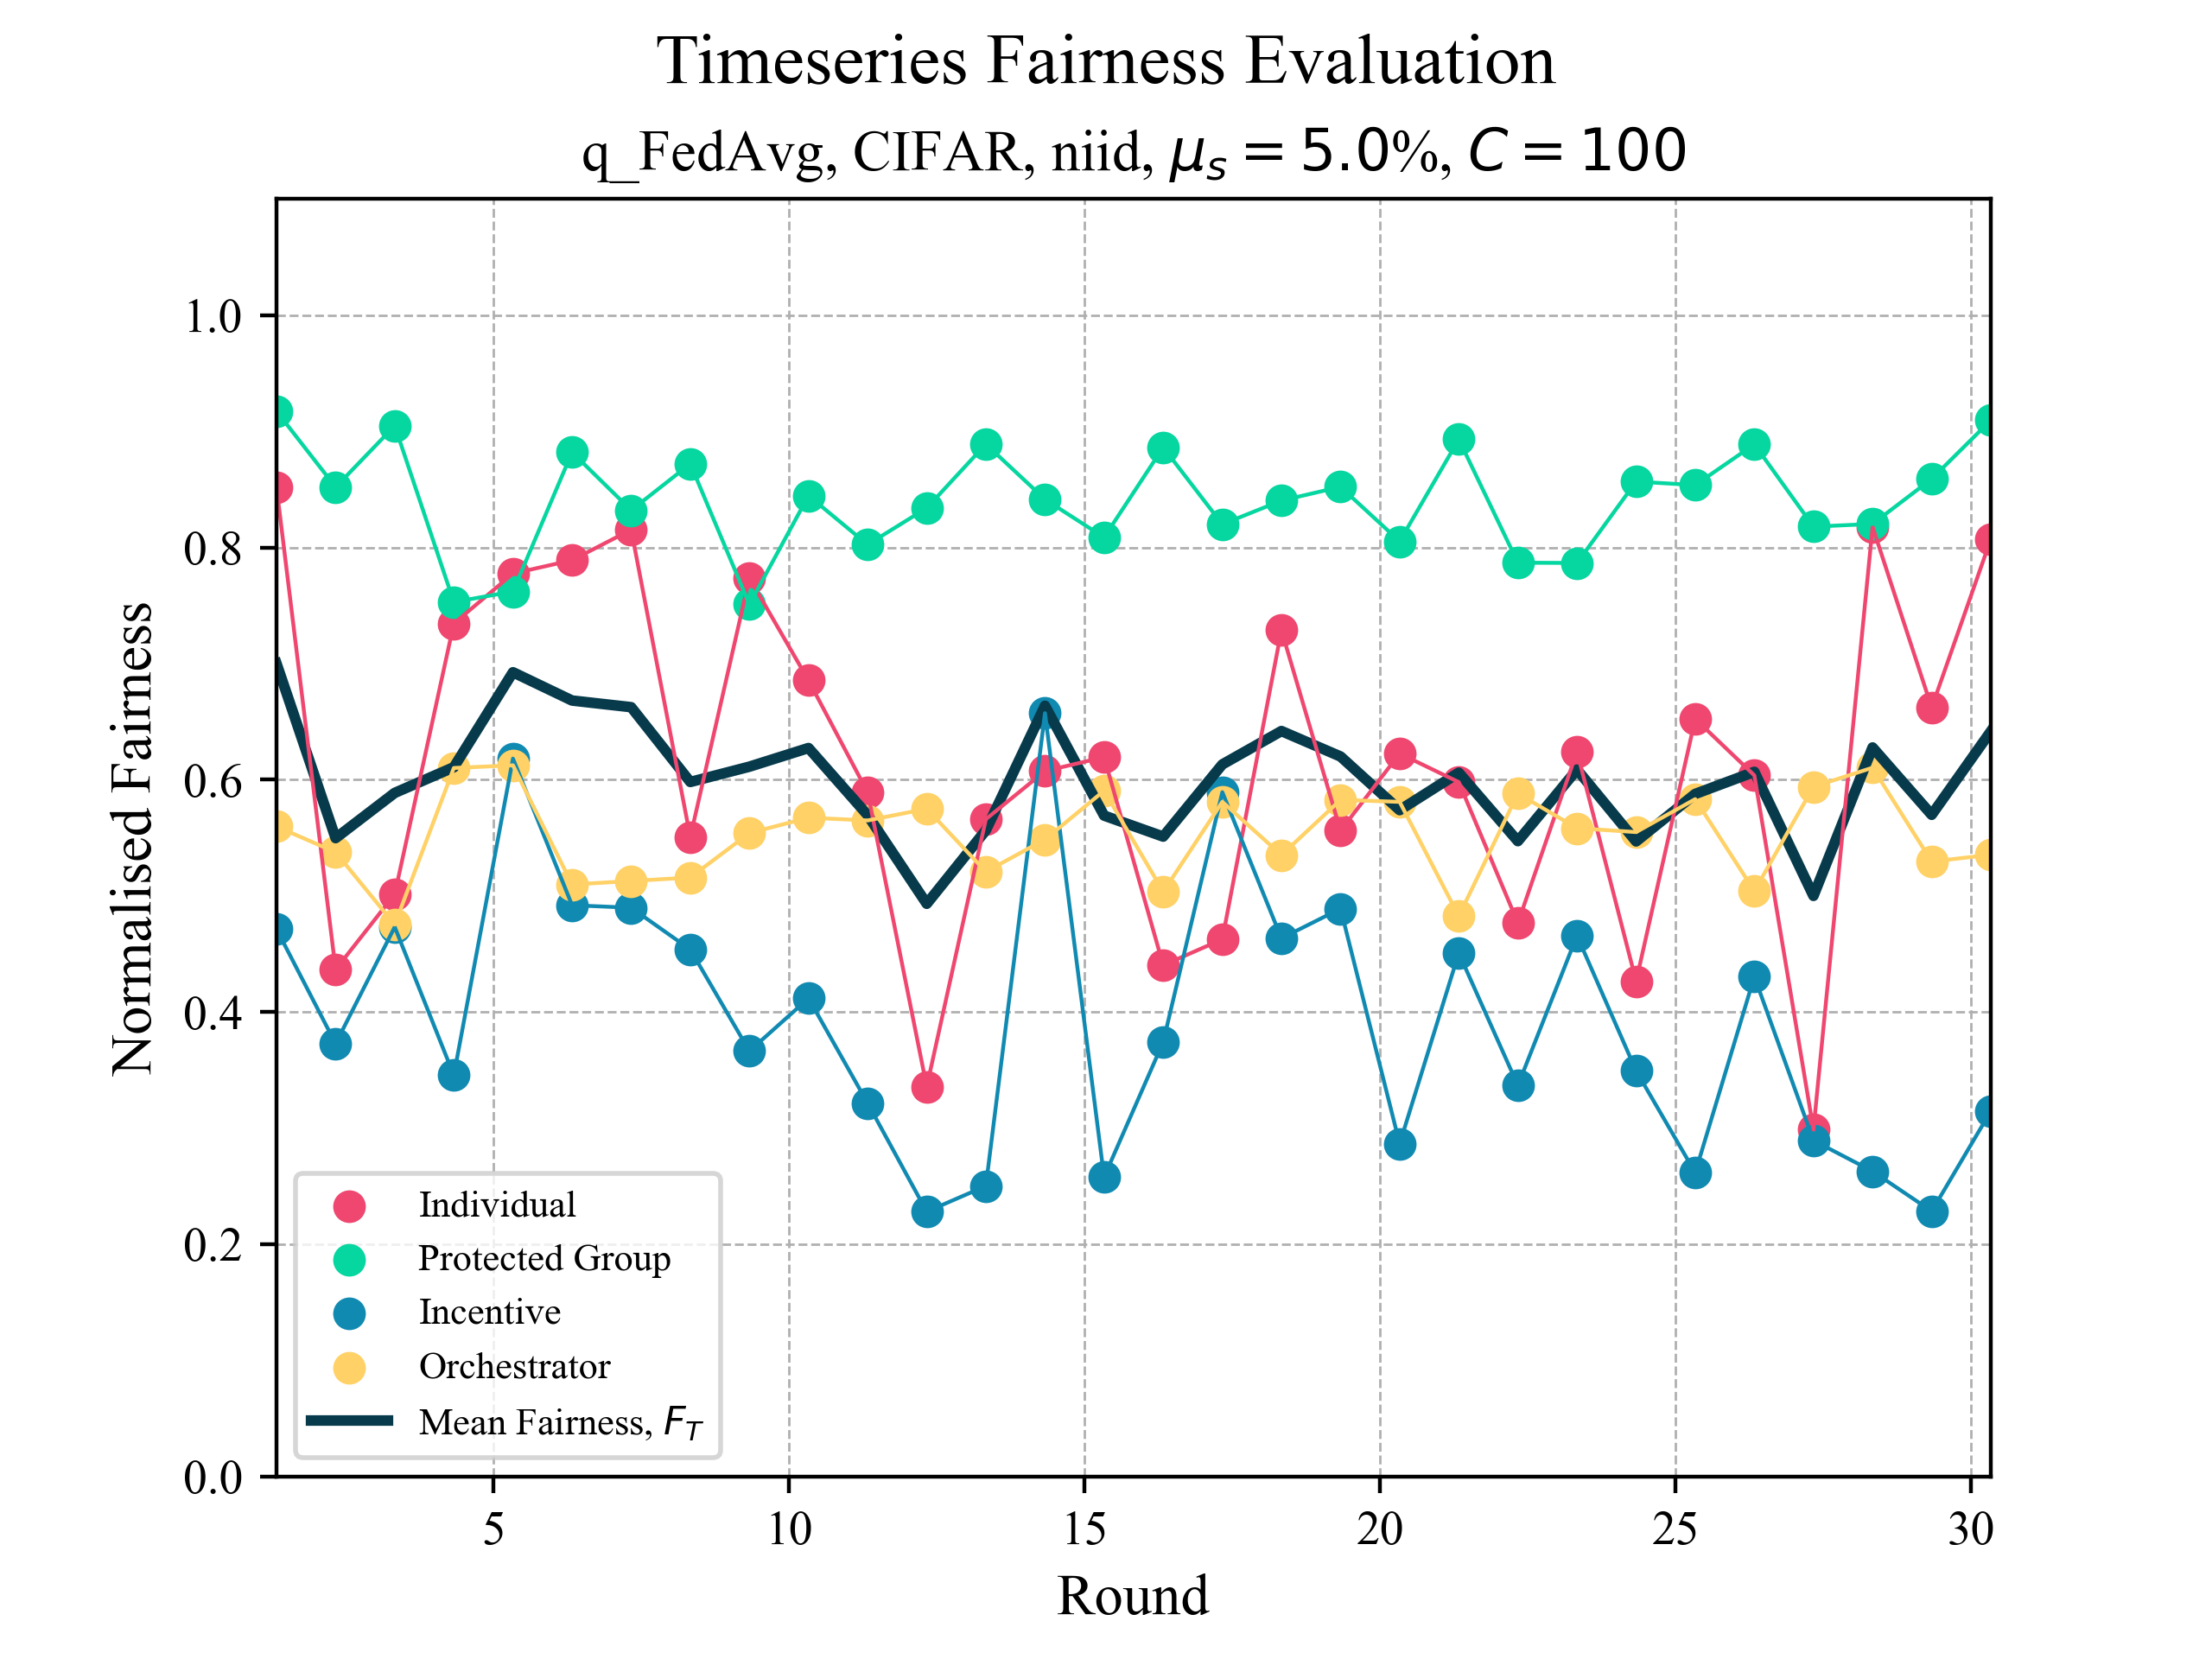 Timeseries Fairness Evaluation
q_FedAvg, CIFAR, niid, μₛ = 5.0%, C = 100
Normalised Fairness
1.0
0.8
0.6
0.4
0.2
0.0
Individual
Protected Group
Incentive
Orchestrator
Mean Fairness, F_T
5 10 15 20 25 30
Round